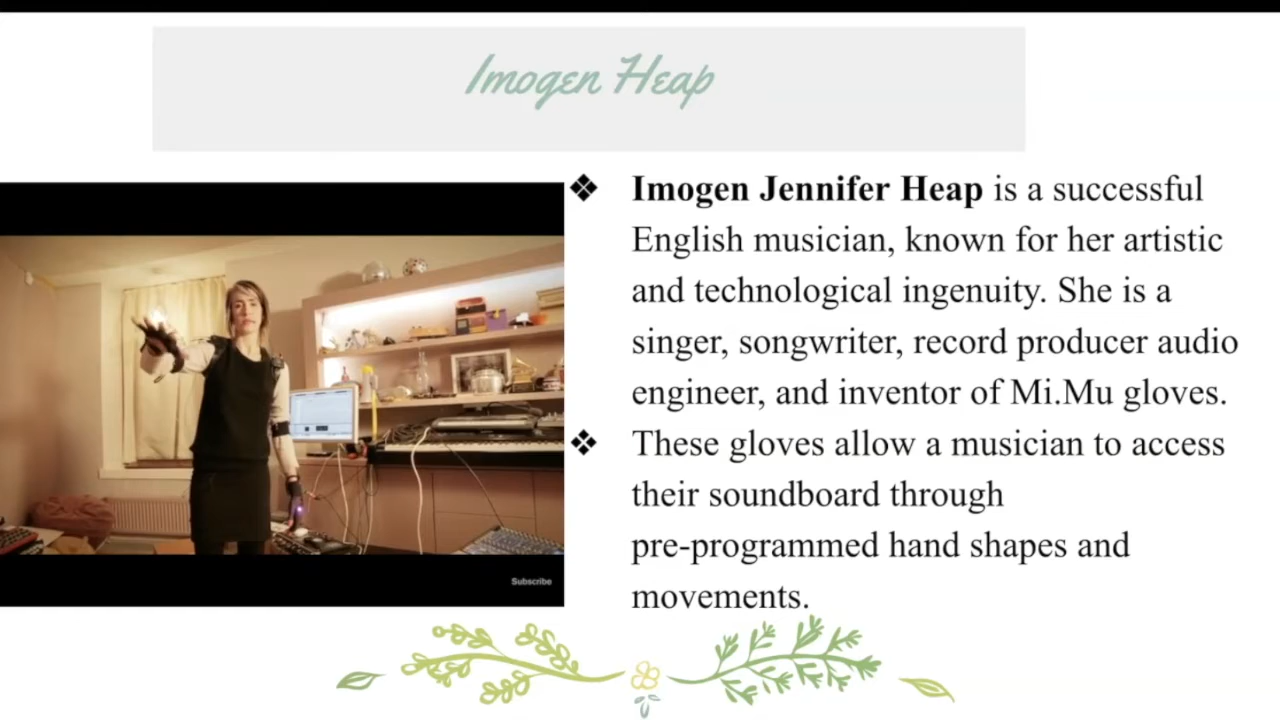 Imogen Heap
❖ Imogen Jennifer Heap is a successful
English musician, known for her artistic
and technological ingenuity. She is a
singer, songwriter, record producer audio
engineer, and inventor of Mi.Mu gloves.
❖ These gloves allow a musician to access
their soundboard through
pre-programmed hand shapes and
movements.
Subscribe